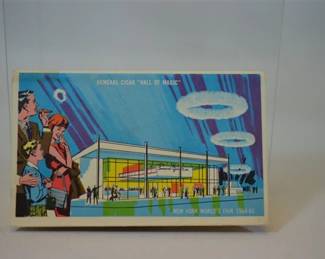 GENERAL CIGAR "HALL OF MAGIC"
NEW YORK WORLD'S FAIR 1964-65